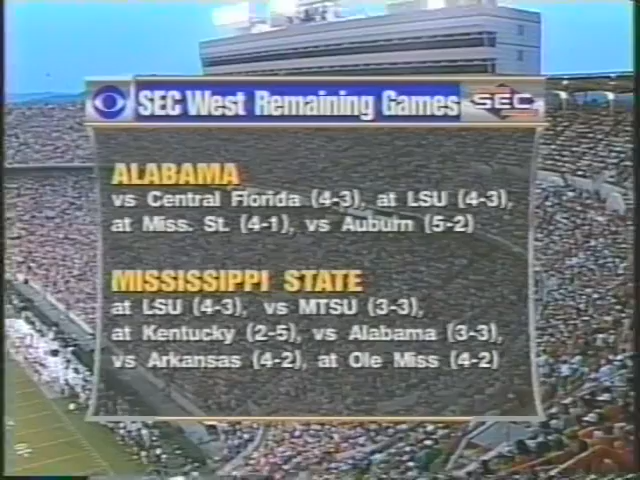 SEC West Remaining Games SEC
ALABAMA
vs Central Florida (4-3), at LSU (4-3),
at Miss. St. (4-1), vs Auburn (5-2)
MISSISSIPPI STATE
at LSU (4-3), vs MTSU (3-3),
at Kentucky (2-5), vs Alabama (3-3),
vs Arkansas (4-2), at Ole Miss (4-2)